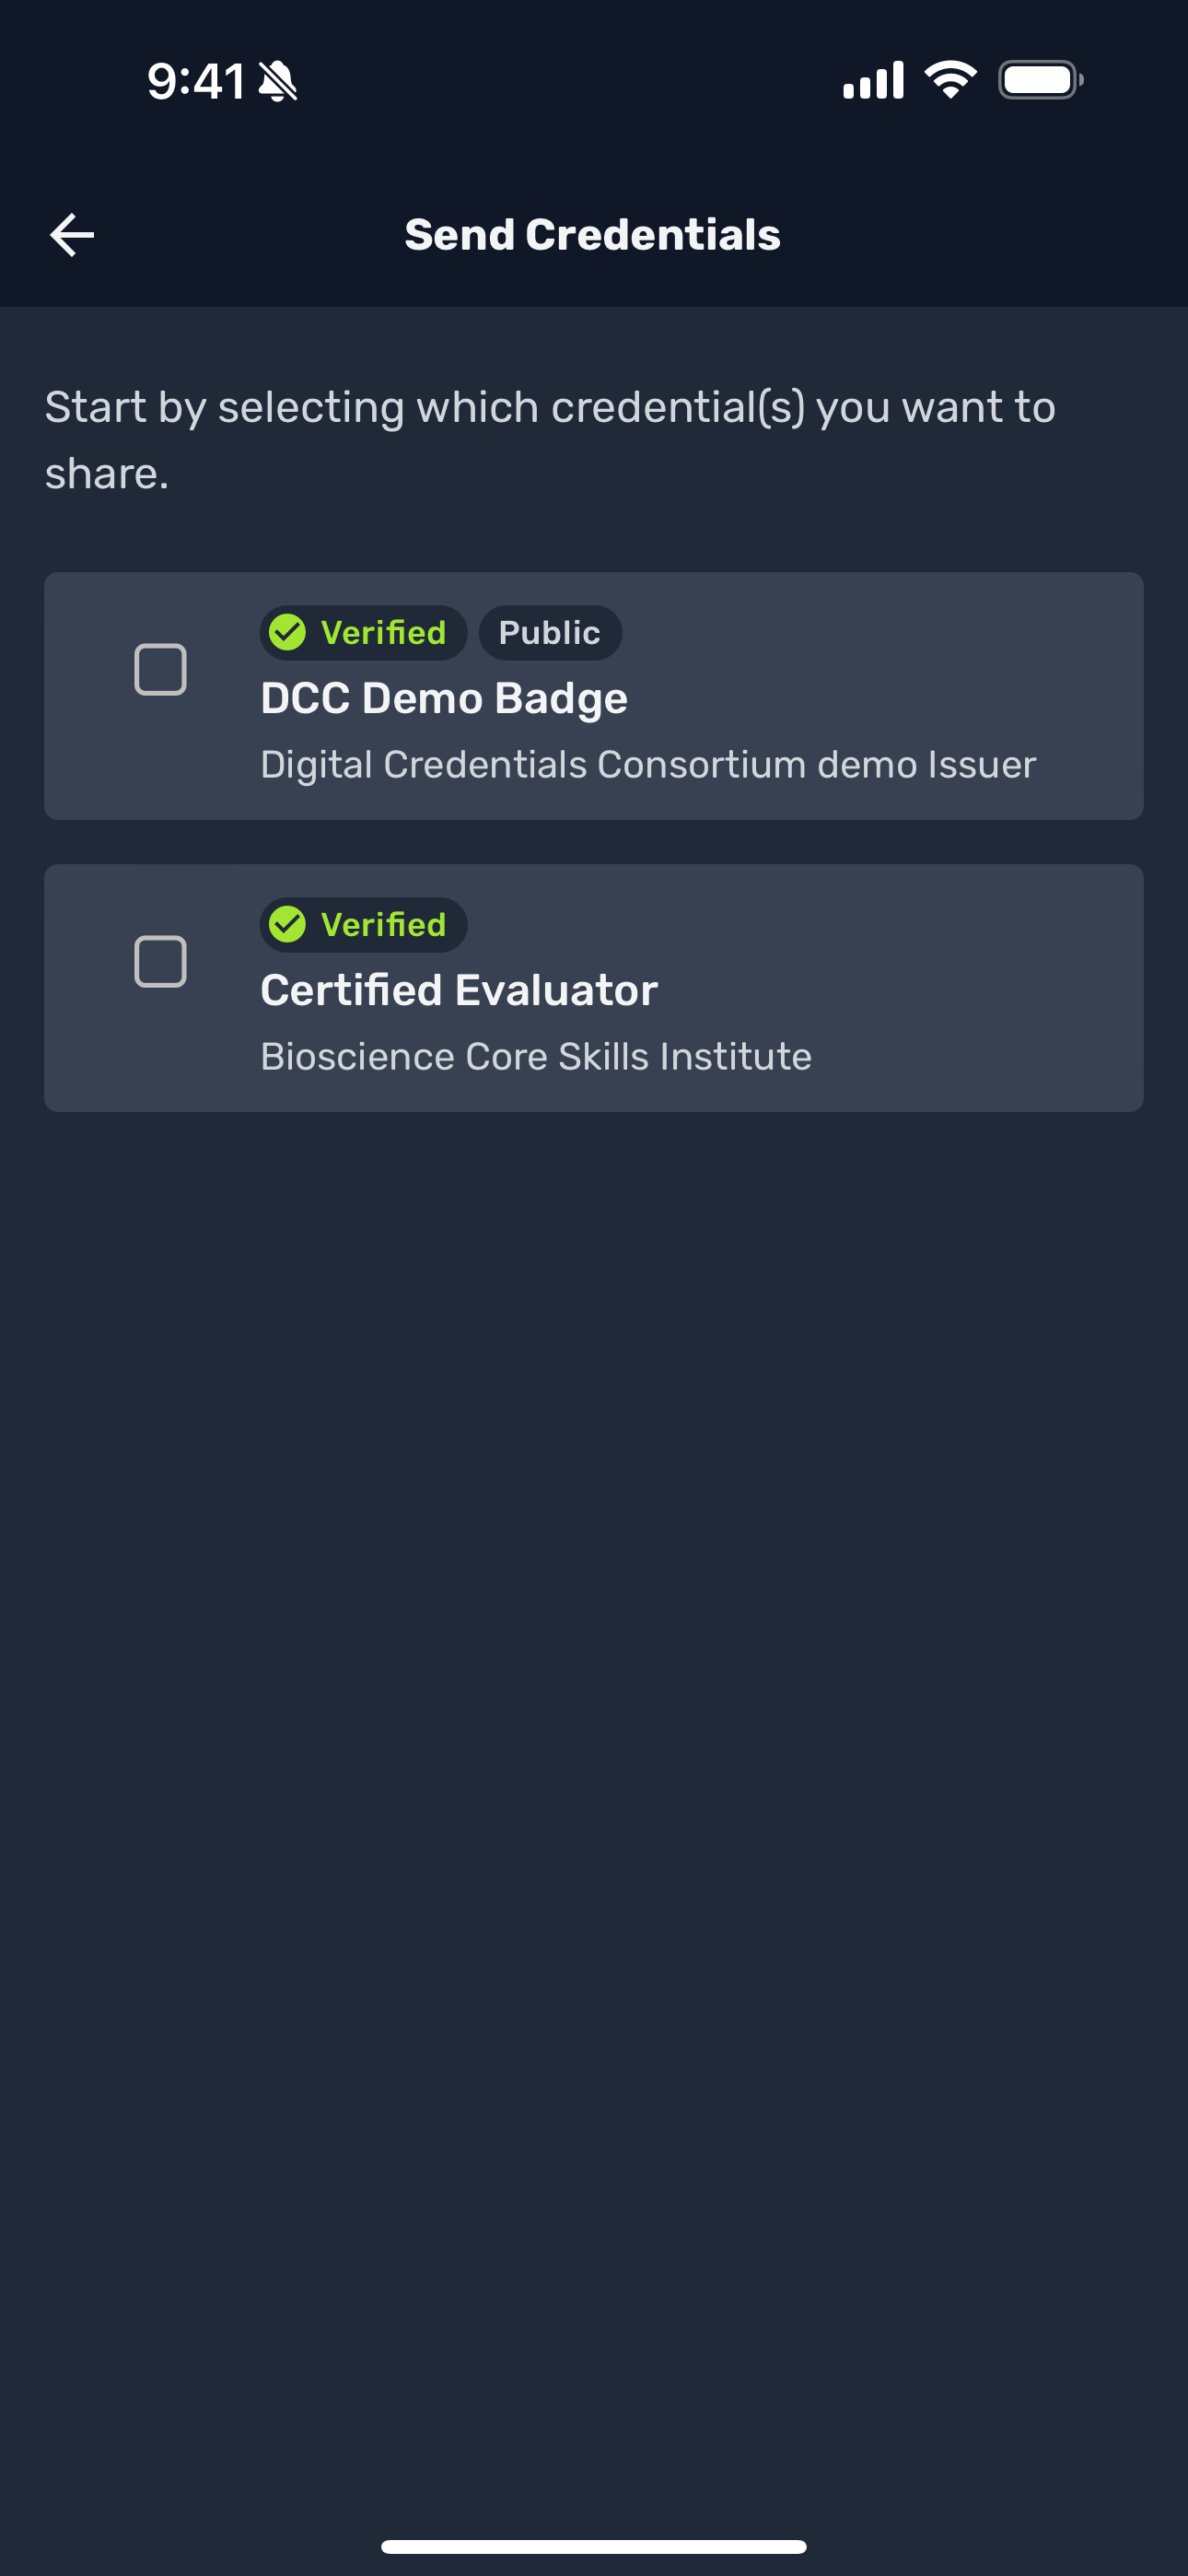 9:41
Send Credentials
Start by selecting which credential(s) you want to
share.
Verified Public
DCC Demo Badge
Digital Credentials Consortium demo Issuer
Verified
Certified Evaluator
Bioscience Core Skills Institute